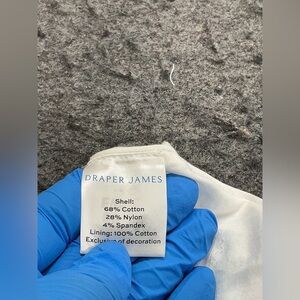 DRAPER JAMES
Shell:
68% Cotton
28% Nylon
4% Spandex
Lining: 100% Cotton
Exclusive of decoration